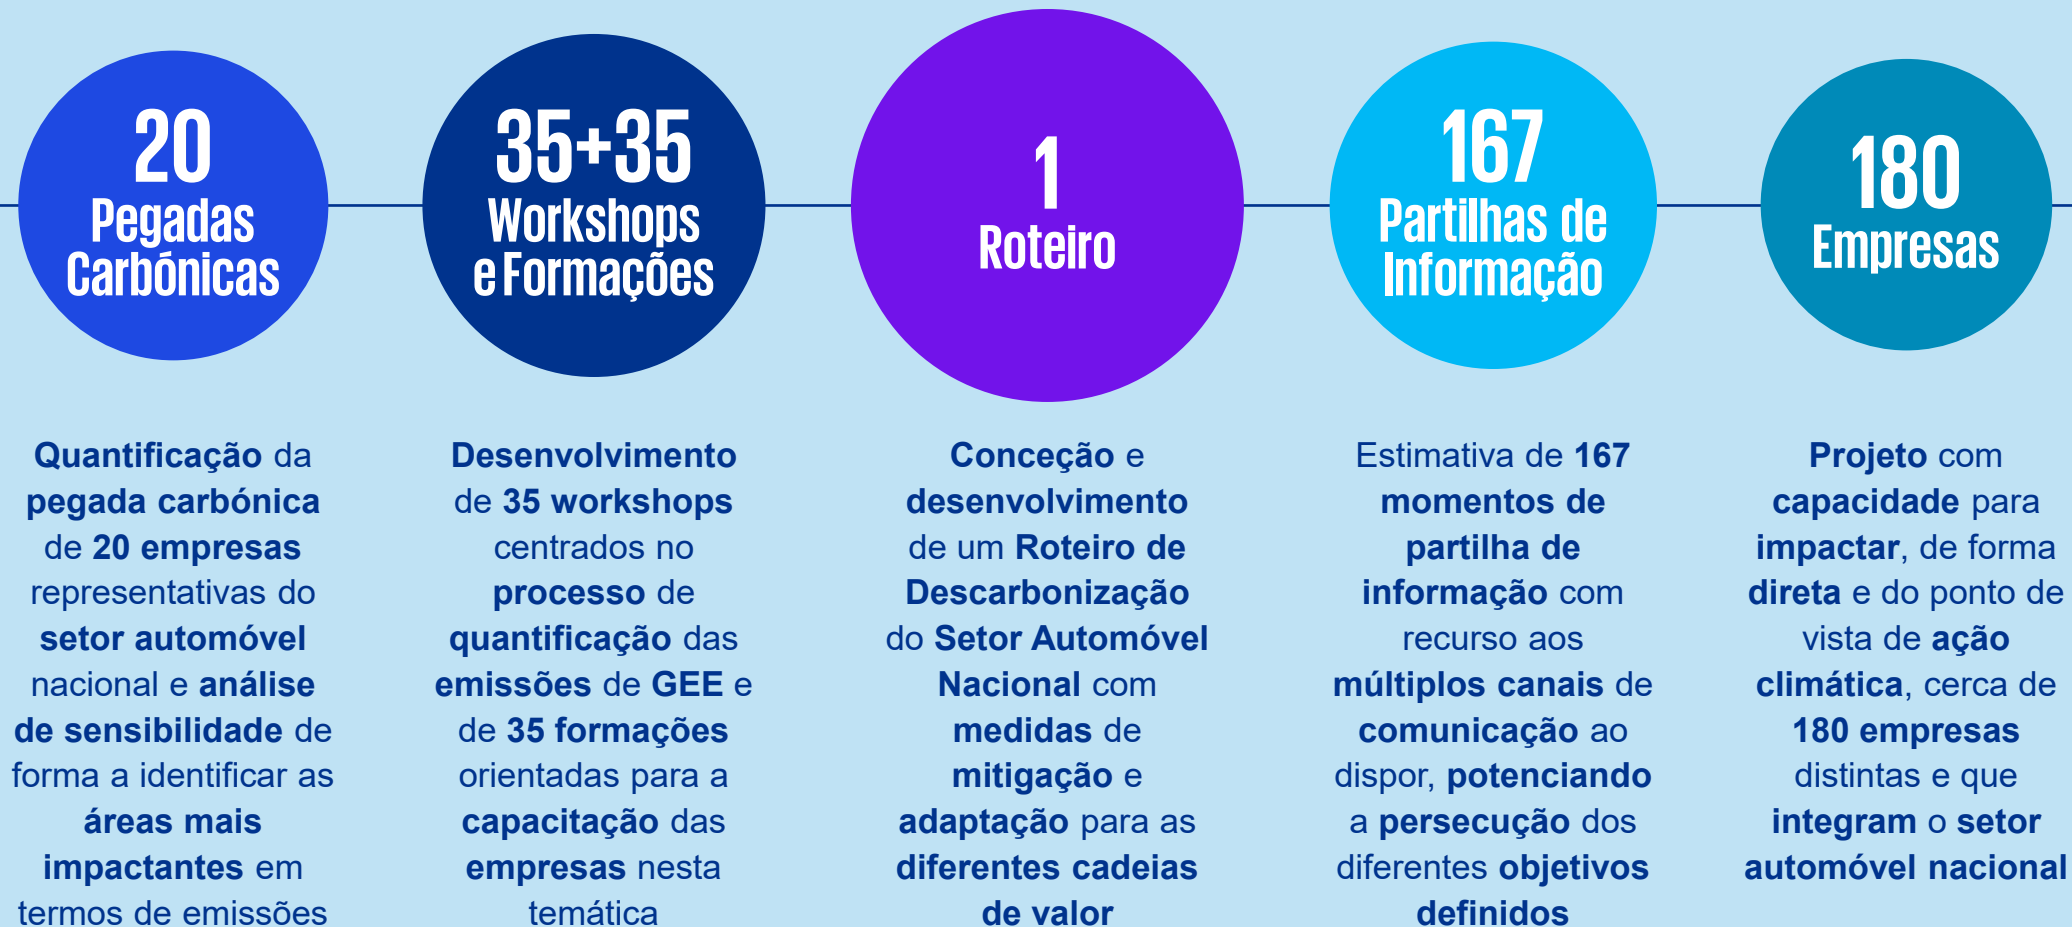 20
Pegadas
Carbónicas
Quantificação da
pegada carbónica
de 20 empresas
representativas do
setor automóvel
nacional e análise
de sensibilidade de
forma a identificar as
áreas mais
impactantes em
termos de emissões
35+35
Workshops
e Formações
Desenvolvimento
de 35 workshops
centrados no
processo de
quantificação das
emissões de GEE e
de 35 formações
orientadas para a
capacitação das
empresas nesta
temática
1
Roteiro
Conceção e
desenvolvimento
de um Roteiro de
Descarbonização
do Setor Automóvel
Nacional com
medidas de
mitigação e
adaptação para as
diferentes cadeias
de valor
167
Partilhas de
Informação
Estimativa de 167
momentos de
partilha de
informação com
recurso aos
múltiplos canais de
comunicação ao
dispor, potenciando
a persecução dos
diferentes objetivos
definidos
180
Empresas
Projeto com
capacidade para
impactar, de forma
direta e do ponto de
vista de ação
climática, cerca de
180 empresas
distintas e que
integram o setor
automóvel nacional